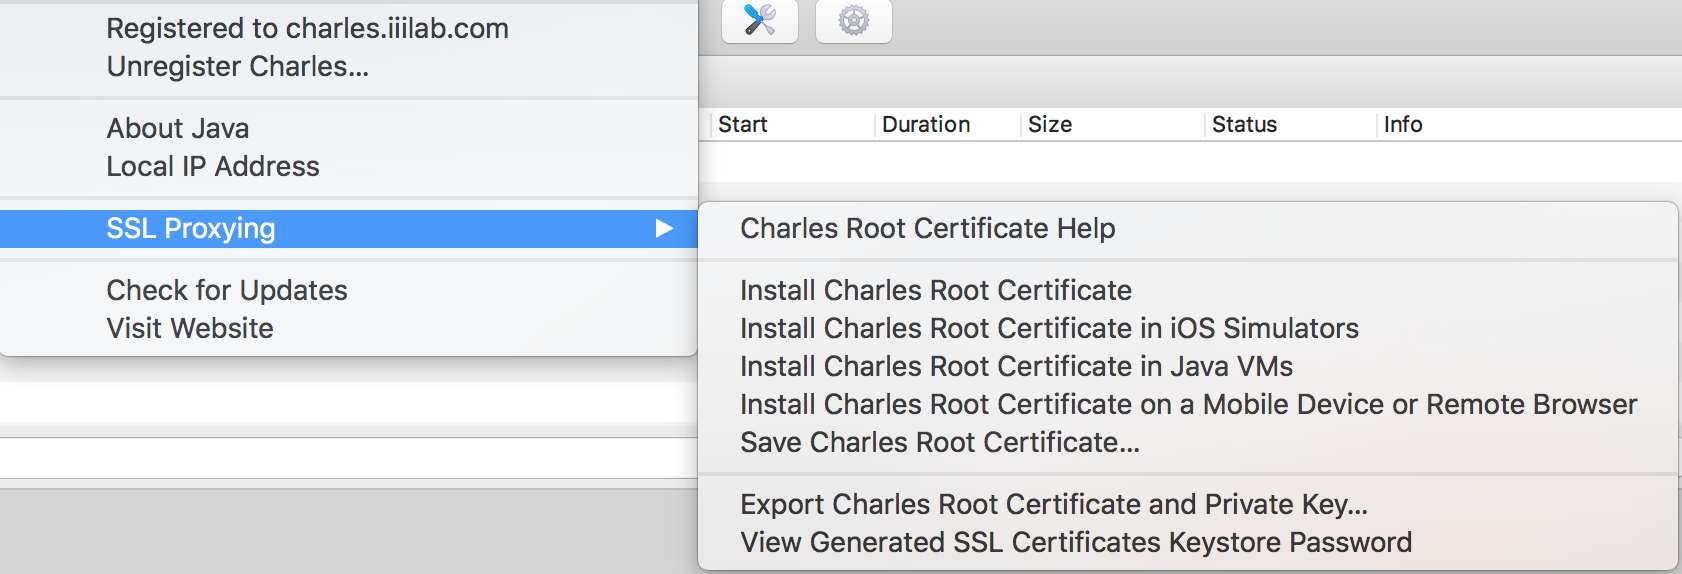 Registered to charles.iiilab.com
Unregister Charles...
About Java
Local IP Address
SSL Proxying
Check for Updates
Visit Website
Start Duration Size Status Info
Charles Root Certificate Help
Install Charles Root Certificate
Install Charles Root Certificate in iOS Simulators
Install Charles Root Certificate in Java VMs
Install Charles Root Certificate on a Mobile Device or Remote Browser
Save Charles Root Certificate...
Export Charles Root Certificate and Private Key...
View Generated SSL Certificates Keystore Password